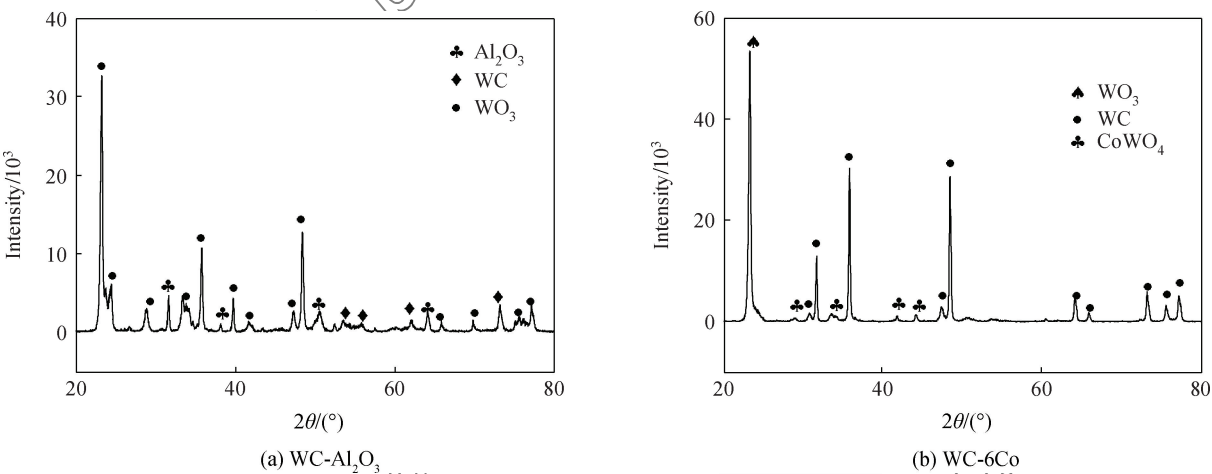 40
30
20
10
0
Intensity/10³
♣ Al₂O₃
♦ WC
● WO₃
20 40 60 80
2θ/(°)
(a) WC-Al₂O₃
60
40
20
0
Intensity/10³
♠ WO₃
● WC
♣ CoWO₄
20 40 60 80
2θ/(°)
(b) WC-6Co